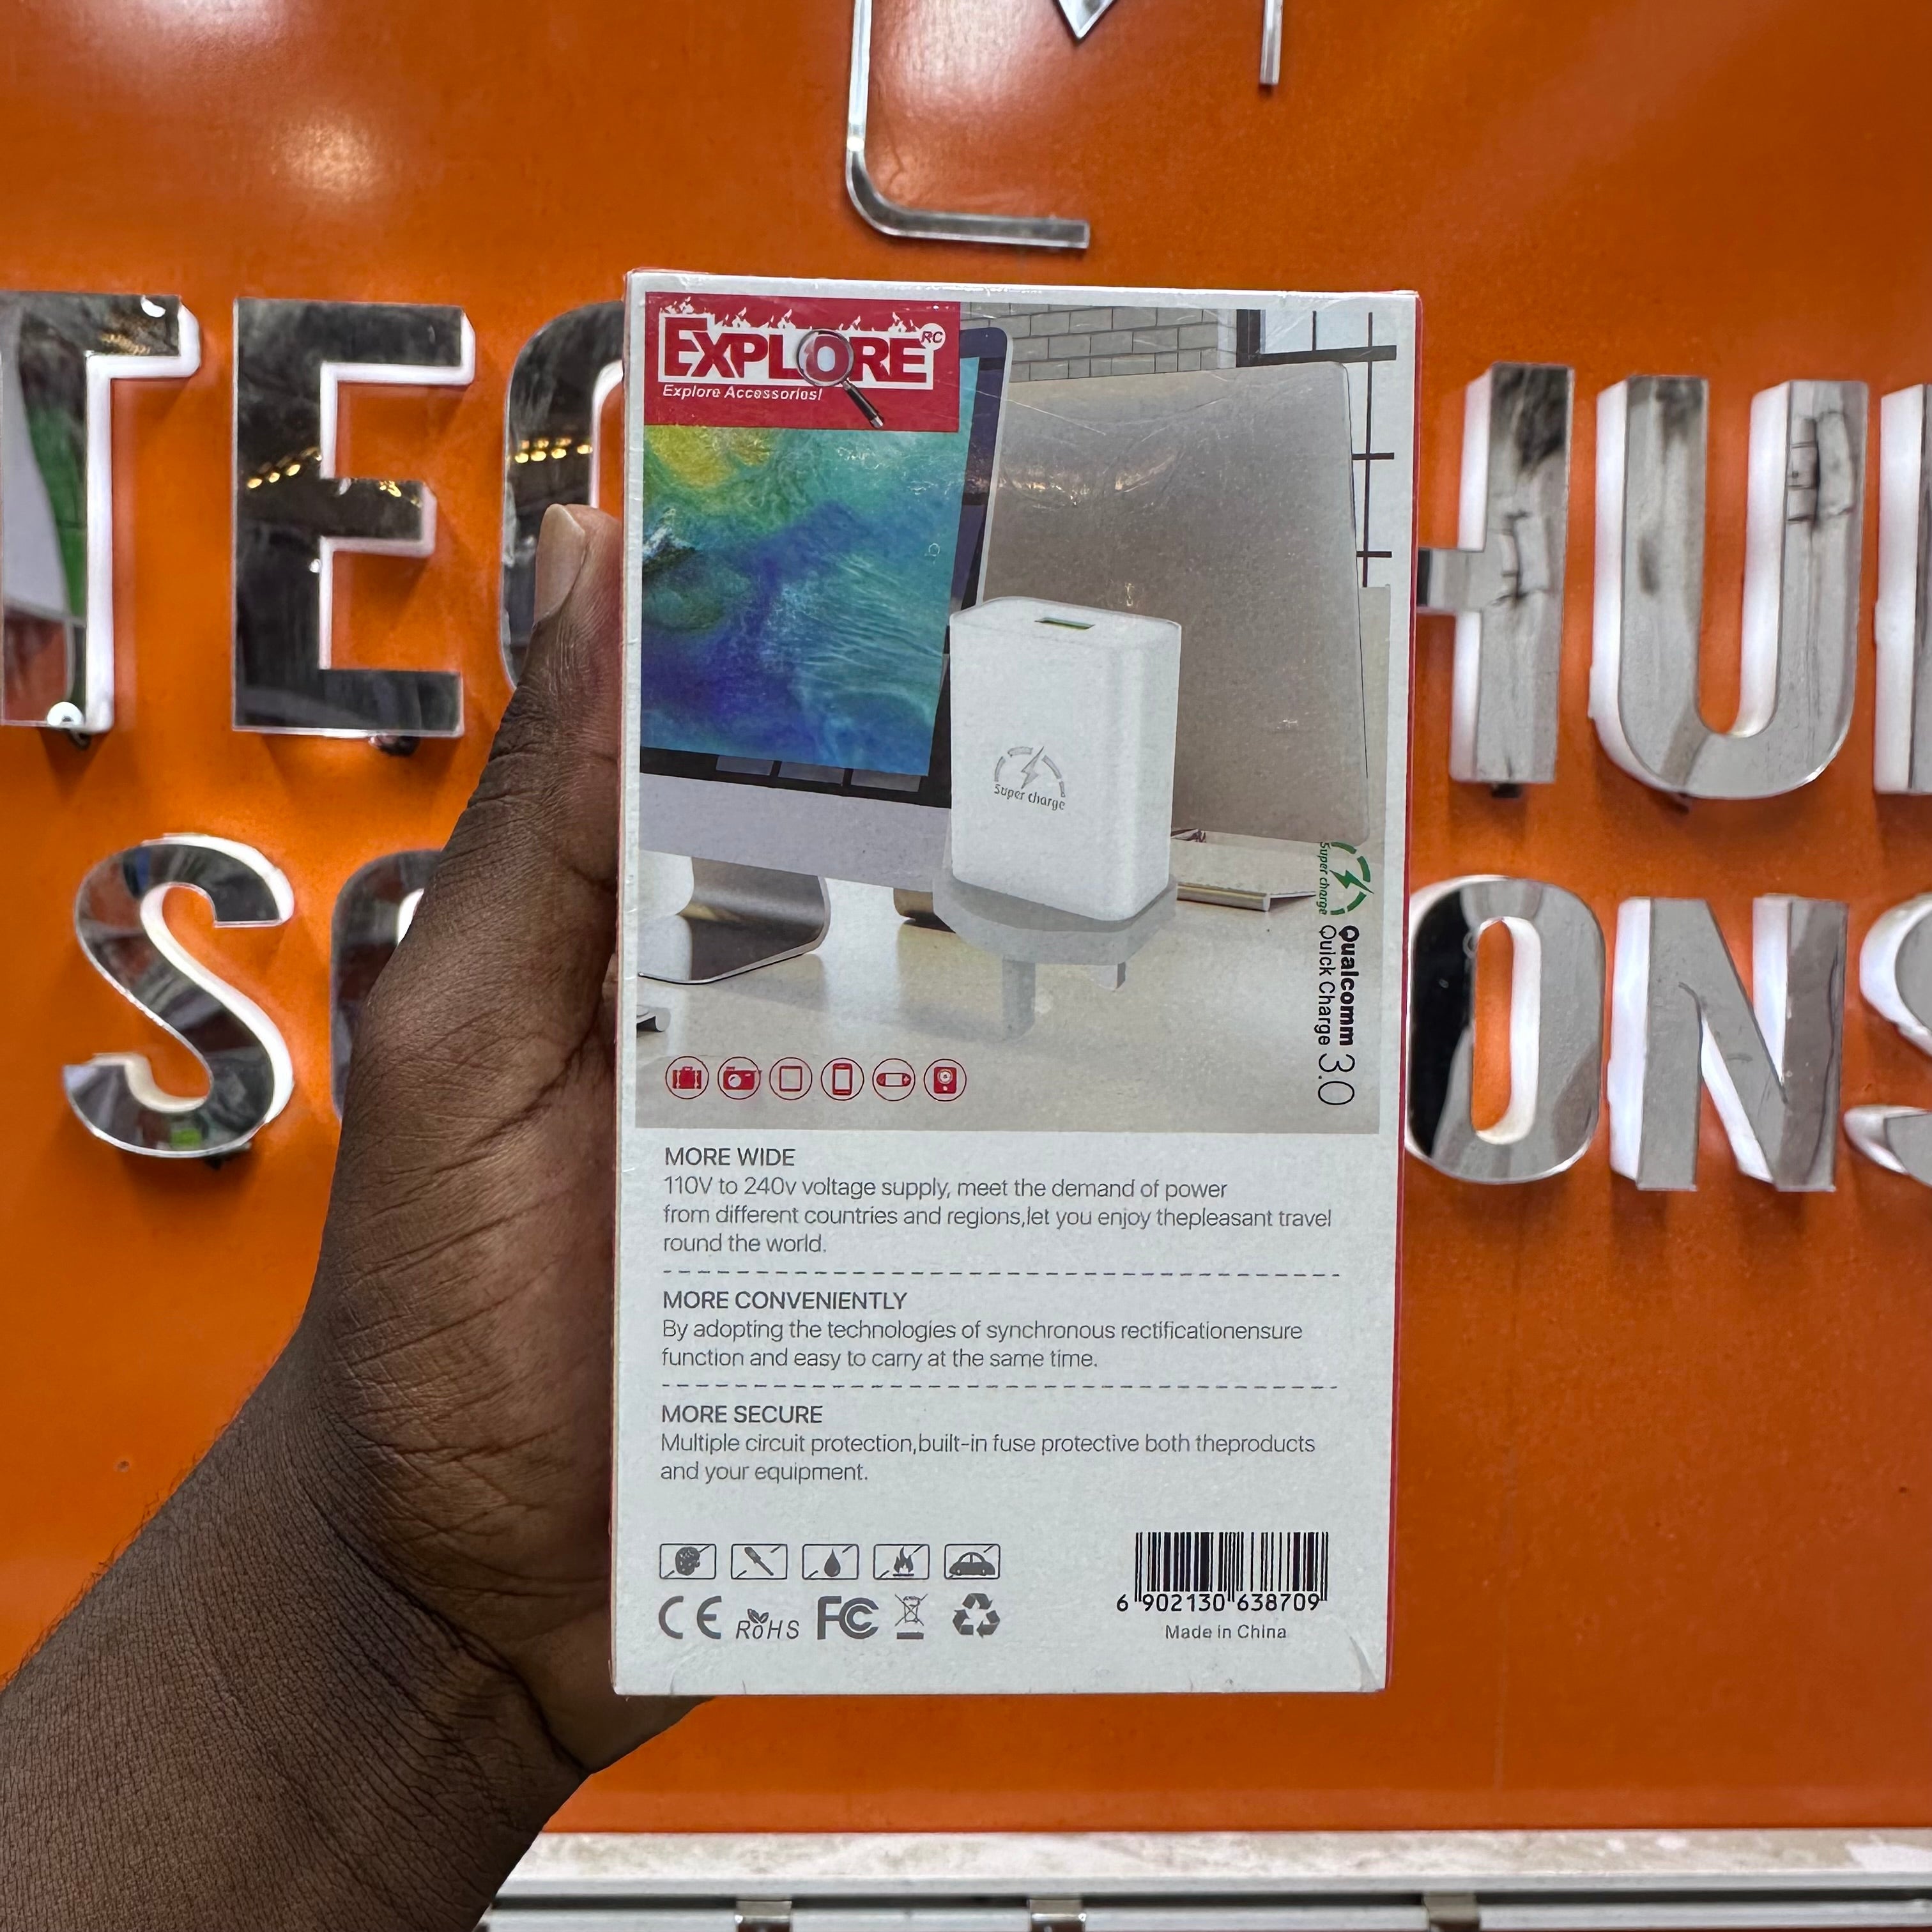 TEC HU
EXPLORE RC
Explore Accessories!
Super charge
Super charge
Qualcomm
Quick Charge 3.0
S ONS
MORE WIDE
110V to 240v voltage supply, meet the demand of power
from different countries and regions,let you enjoy thepleasant travel
round the world.
MORE CONVENIENTLY
By adopting the technologies of synchronous rectificationensure
function and easy to carry at the same time.
MORE SECURE
Multiple circuit protection,built-in fuse protective both theproducts
and your equipment.
CE RoHS FC
6 902130 638709
Made in China